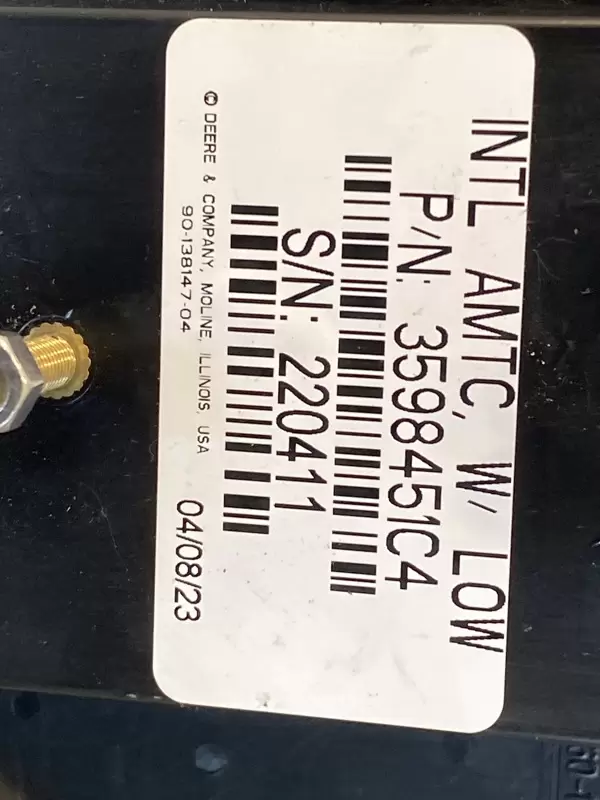 INTL AMTC, W/ LOW
P/N: 3598451C4
S/N: 220411
© DEERE & COMPANY, MOLINE, ILLINOIS, USA 04/08/23
90-138147-04